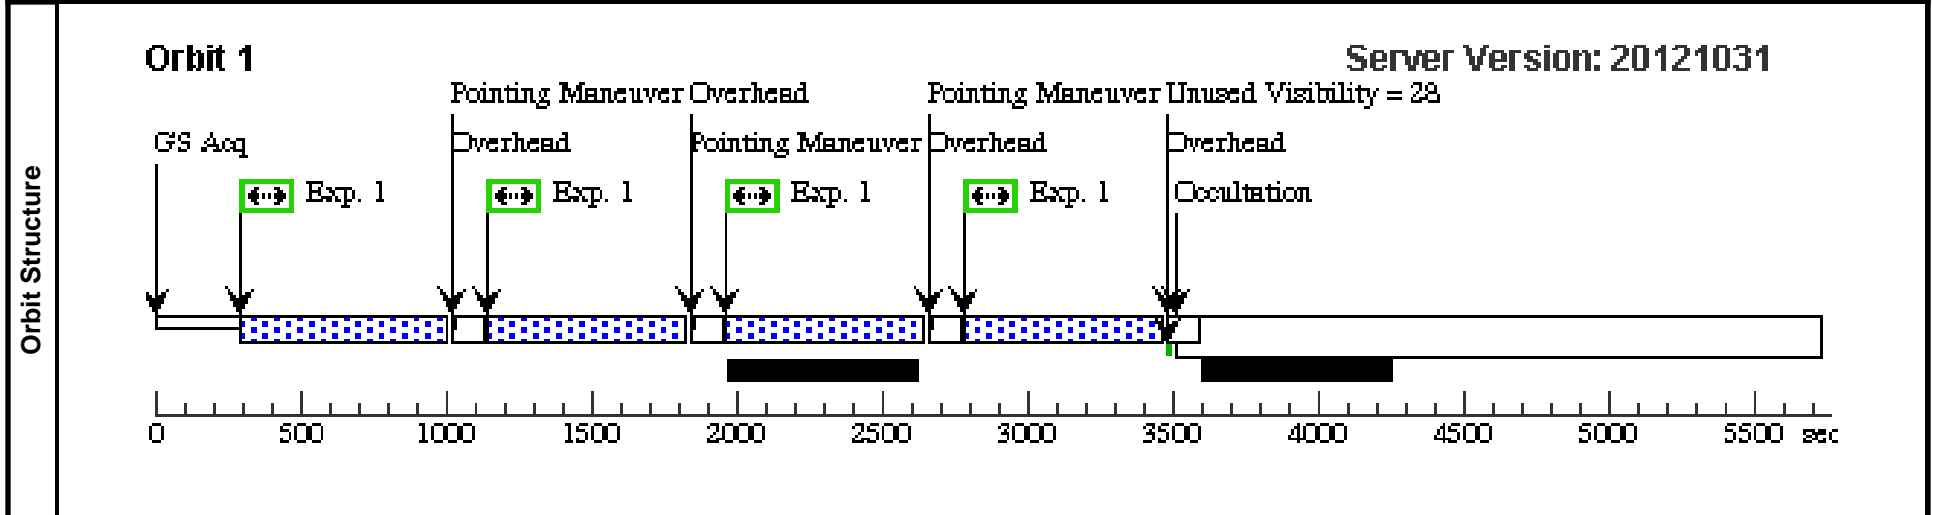 Orbit Structure
Orbit 1 Server Version: 20121031
Pointing Maneuver Overhead Pointing Maneuver Unused Visibility = 28
GS Acq Overhead Pointing Maneuver Overhead Overhead
Exp. 1 Exp. 1 Exp. 1 Exp. 1 Occultation
0 500 1000 1500 2000 2500 3000 3500 4000 4500 5000 5500 sec